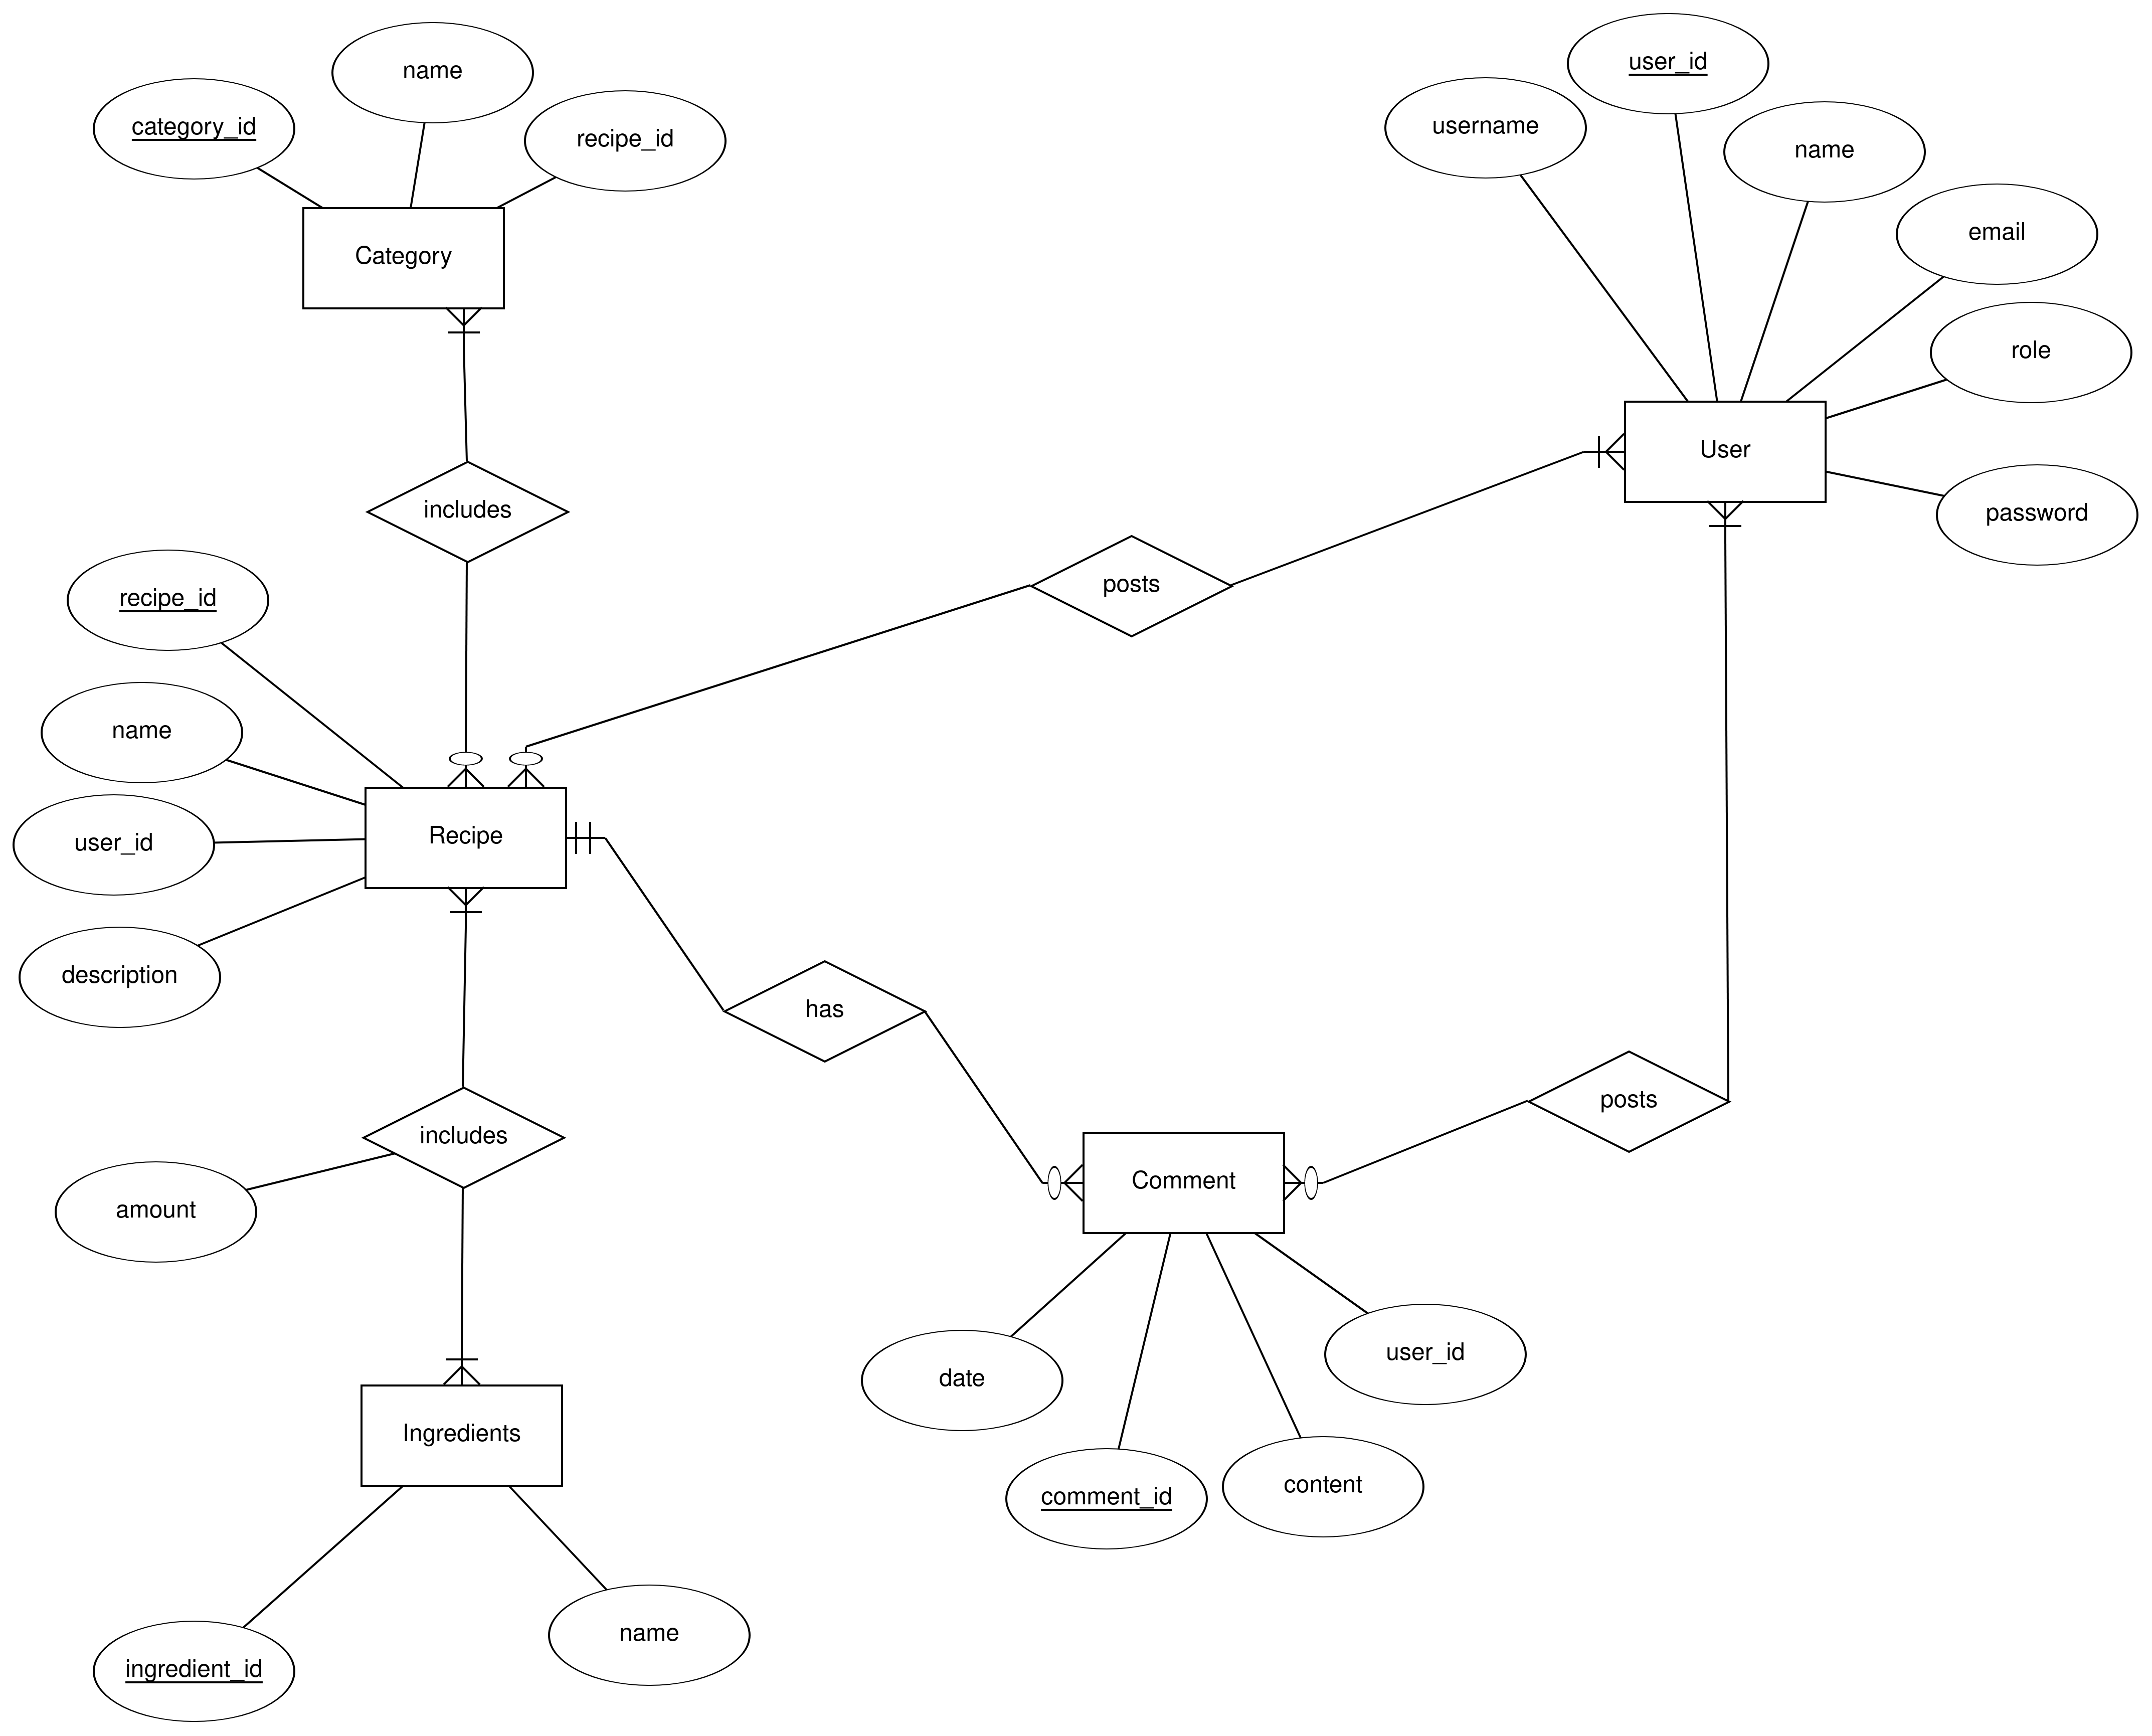 name
category_id
recipe_id
Category
user_id
username
name
email
role
User
password
includes
posts
recipe_id
name
user_id
Recipe
description
has
includes
amount
posts
Comment
date
user_id
comment_id
content
Ingredients
ingredient_id
name